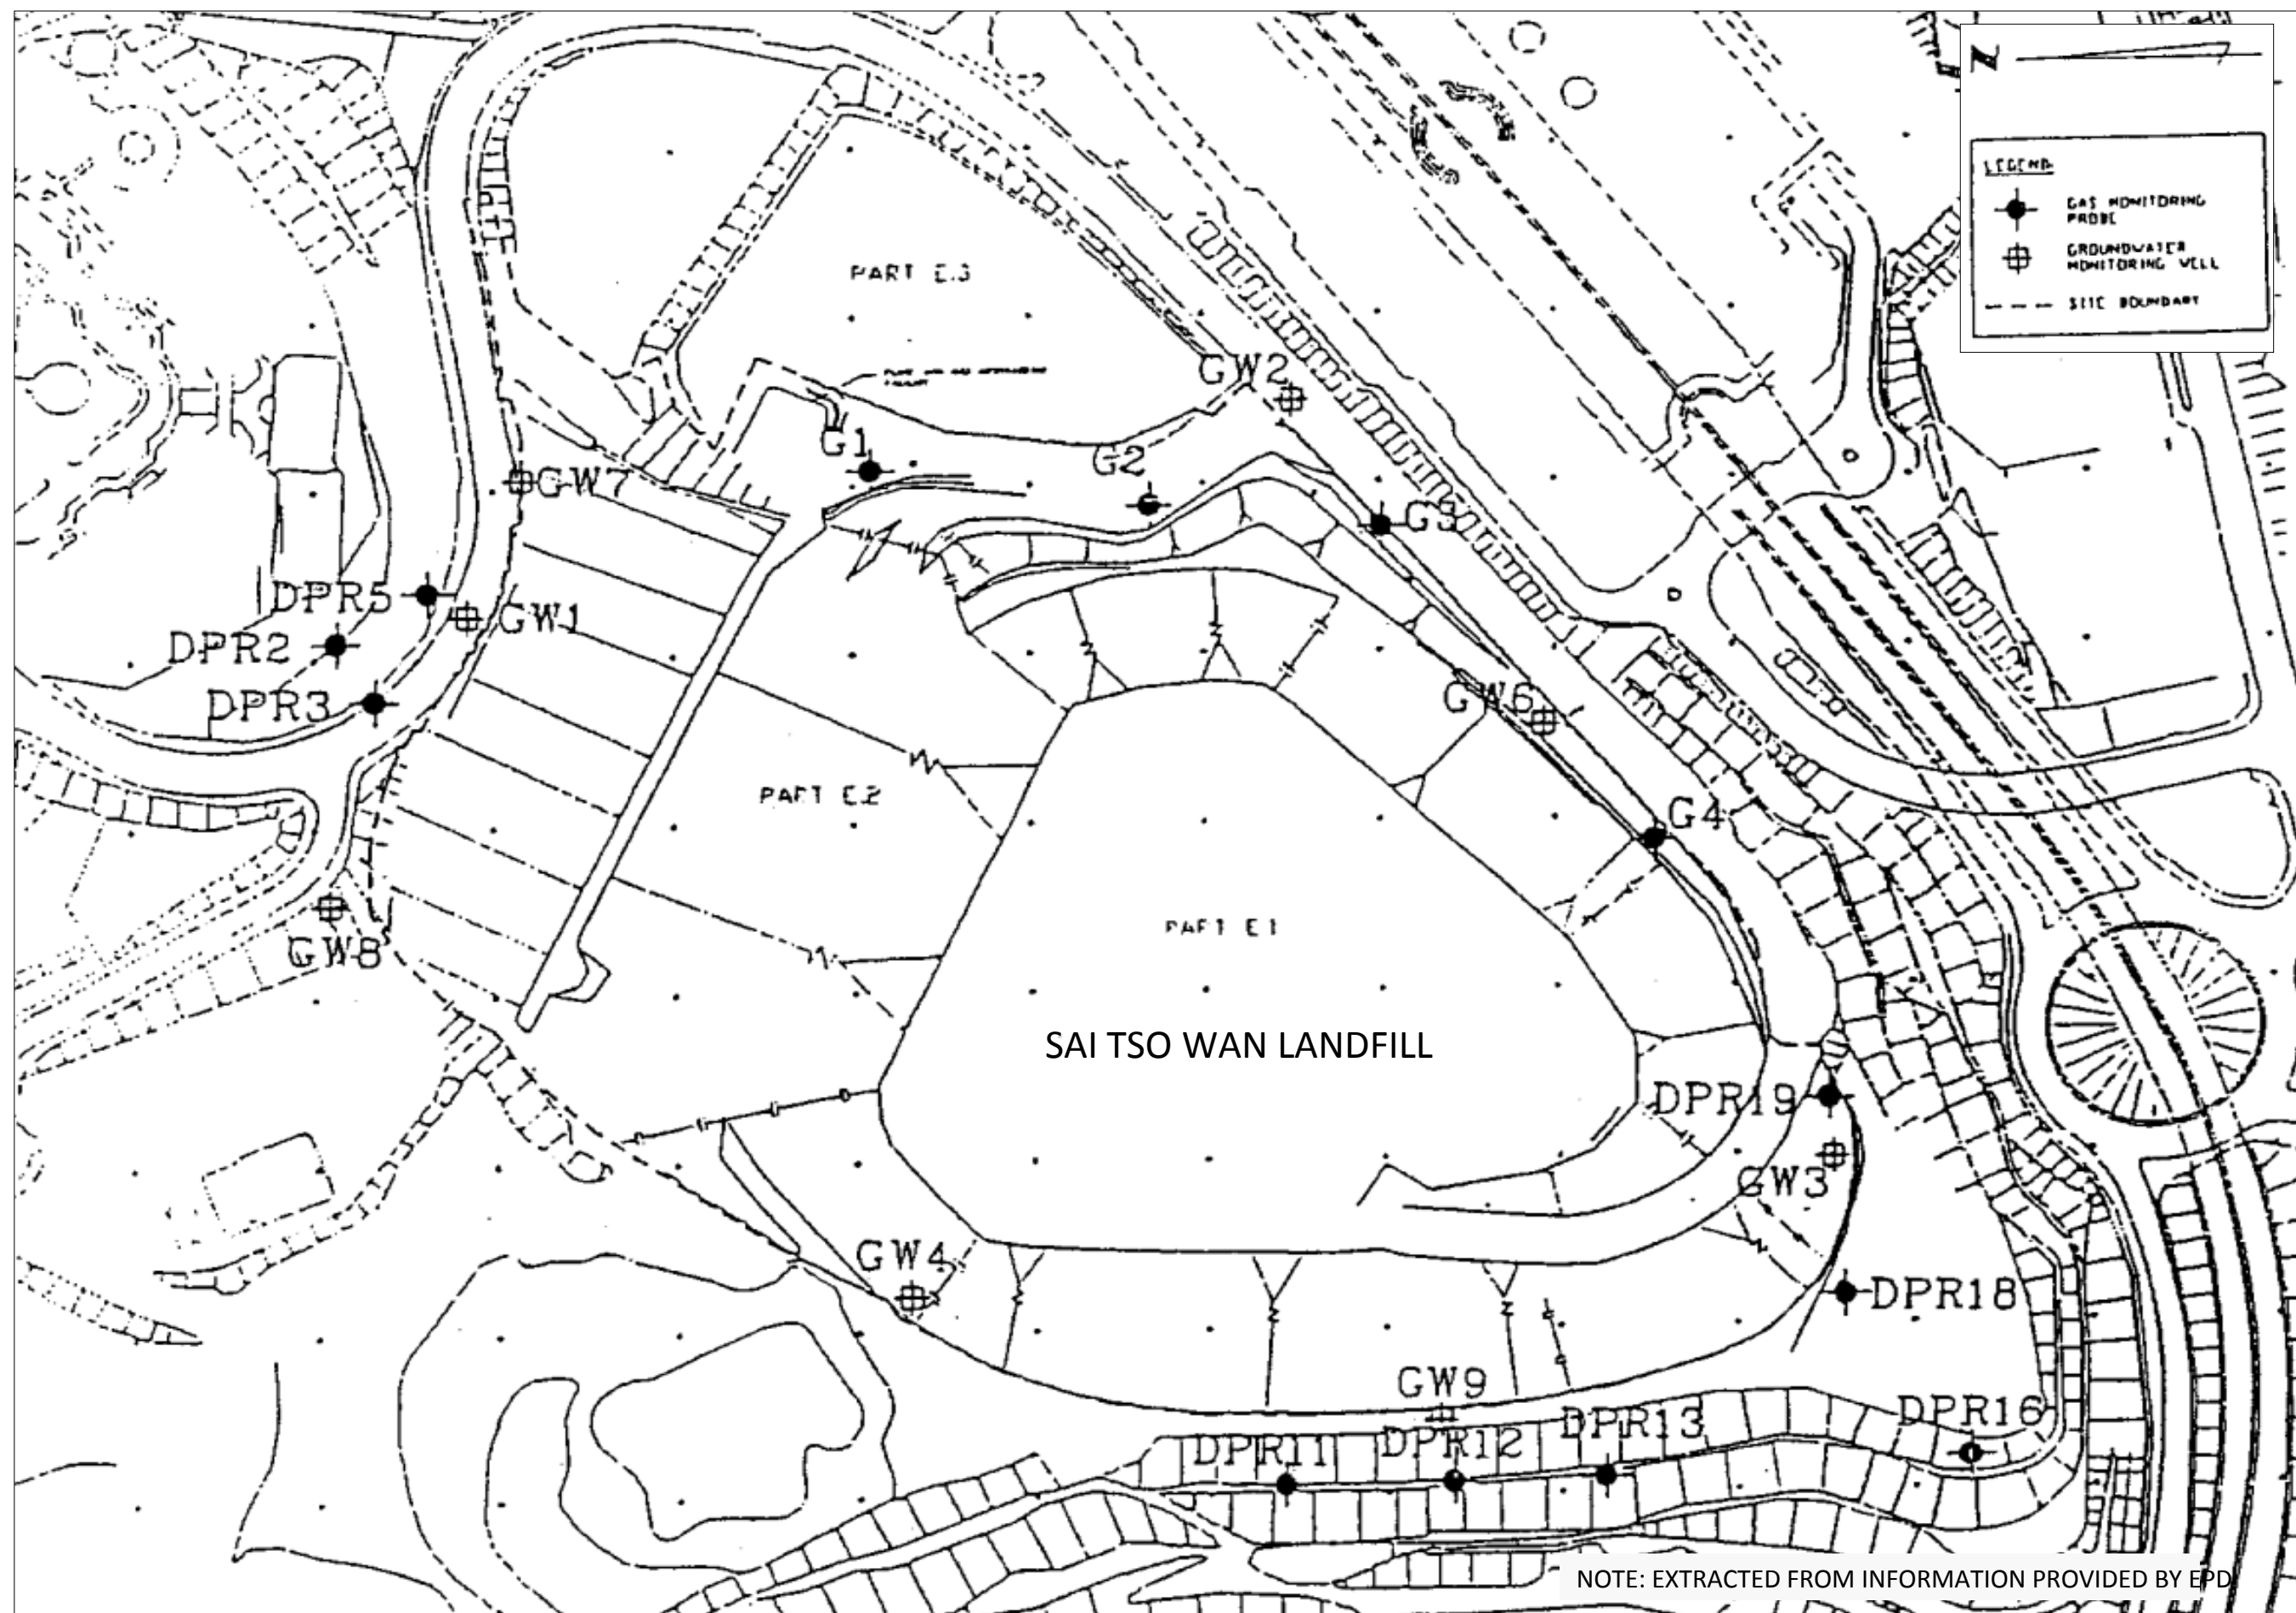 N
LEGEND
GAS MONITORING
PROBE
GROUNDWATER
MONITORING WELL
SITE BOUNDARY
PART E.3
GW2
G1
G2
GW7
G3
DPR5
GW1
DPR2
DPR3
GW6
PART E.2
G4
PART E1
GW8
SAI TSO WAN LANDFILL
DPR19
GW3
GW4
DPR18
GW9
DPR16
DPR13
DPR12
DPR11
NOTE: EXTRACTED FROM INFORMATION PROVIDED BY EPD